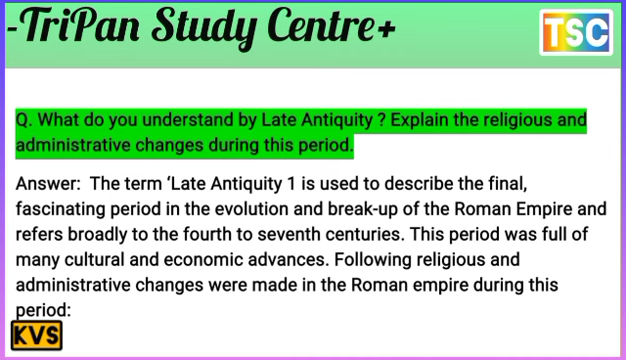 -TriPan Study Centre+
TSC
Q. What do you understand by Late Antiquity ? Explain the religious and
administrative changes during this period.
Answer:  The term ‘Late Antiquity 1 is used to describe the final,
fascinating period in the evolution and break-up of the Roman Empire and
refers broadly to the fourth to seventh centuries. This period was full of
many cultural and economic advances. Following religious and
administrative changes were made in the Roman empire during this
period:
KVS